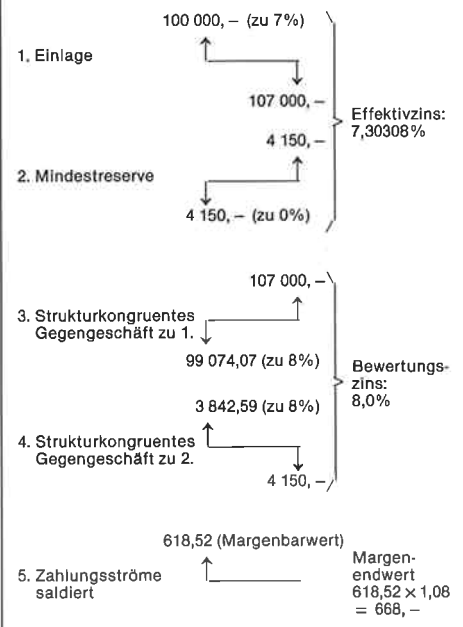 100 000,– (zu 7%)
1. Einlage
107 000,–
Effektivzins:
7,30308%
4 150,–
2. Mindestreserve
4 150,– (zu 0%)
107 000,–
3. Strukturkongruentes
Gegengeschäft zu 1.
99 074,07 (zu 8%)
Bewertungs-
zins:
8,0%
3 842,59 (zu 8%)
4. Strukturkongruentes
Gegengeschäft zu 2.
4 150,–
618,52 (Margenbarwert)
5. Zahlungsströme
saldiert
Margen-
endwert
618,52 × 1,08
= 668,–